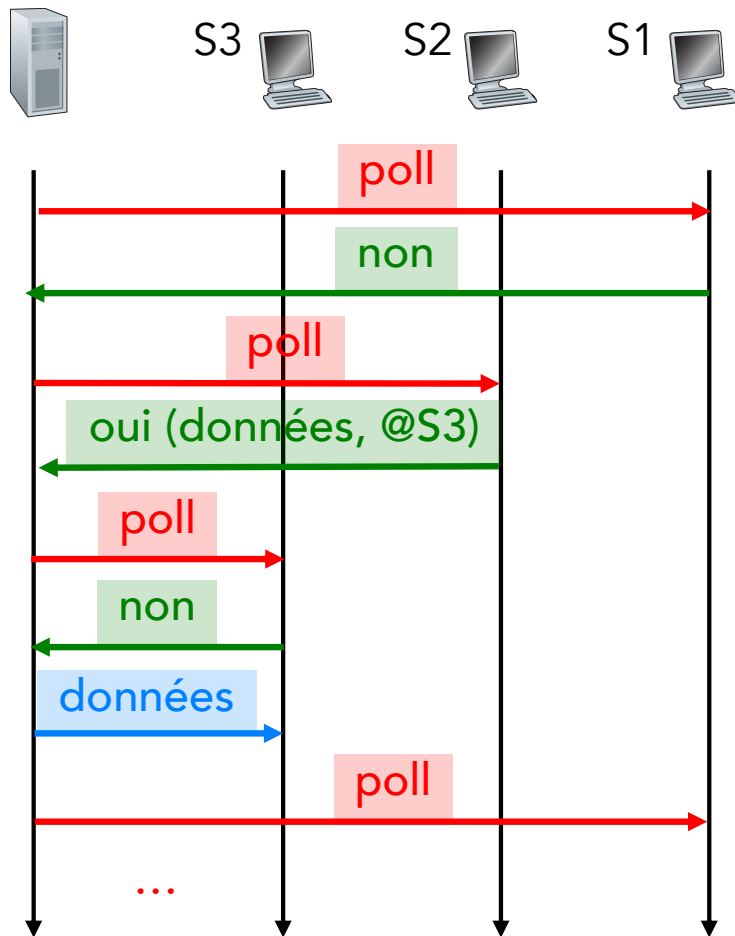 S3 S2 S1
poll
non
poll
oui (données, @S3)
poll
non
données
poll
...